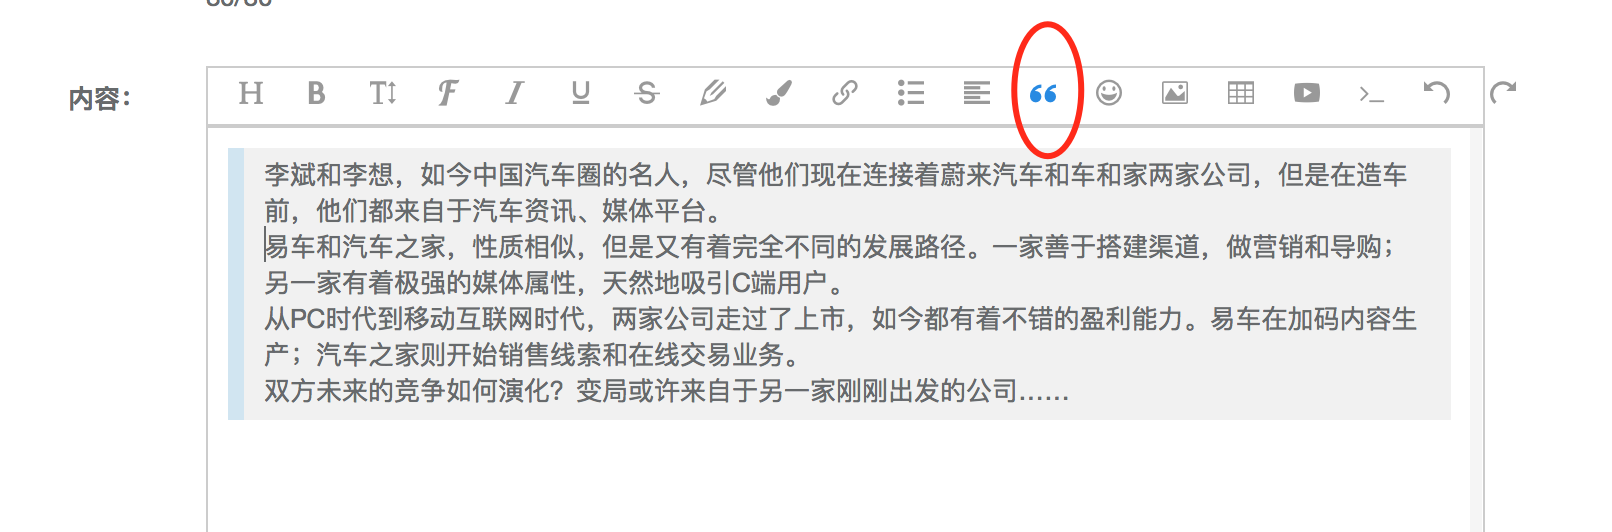 内容：
李斌和李想，如今中国汽车圈的名人，尽管他们现在连接着蔚来汽车和车和家两家公司，但是在造车
前，他们都来自于汽车资讯、媒体平台。
易车和汽车之家，性质相似，但是又有着完全不同的发展路径。一家善于搭建渠道，做营销和导购；
另一家有着极强的媒体属性，天然地吸引C端用户。
从PC时代到移动互联网时代，两家公司走过了上市，如今都有着不错的盈利能力。易车在加码内容生
产；汽车之家则开始销售线索和在线交易业务。
双方未来的竞争如何演化？变局或许来自于另一家刚刚出发的公司……